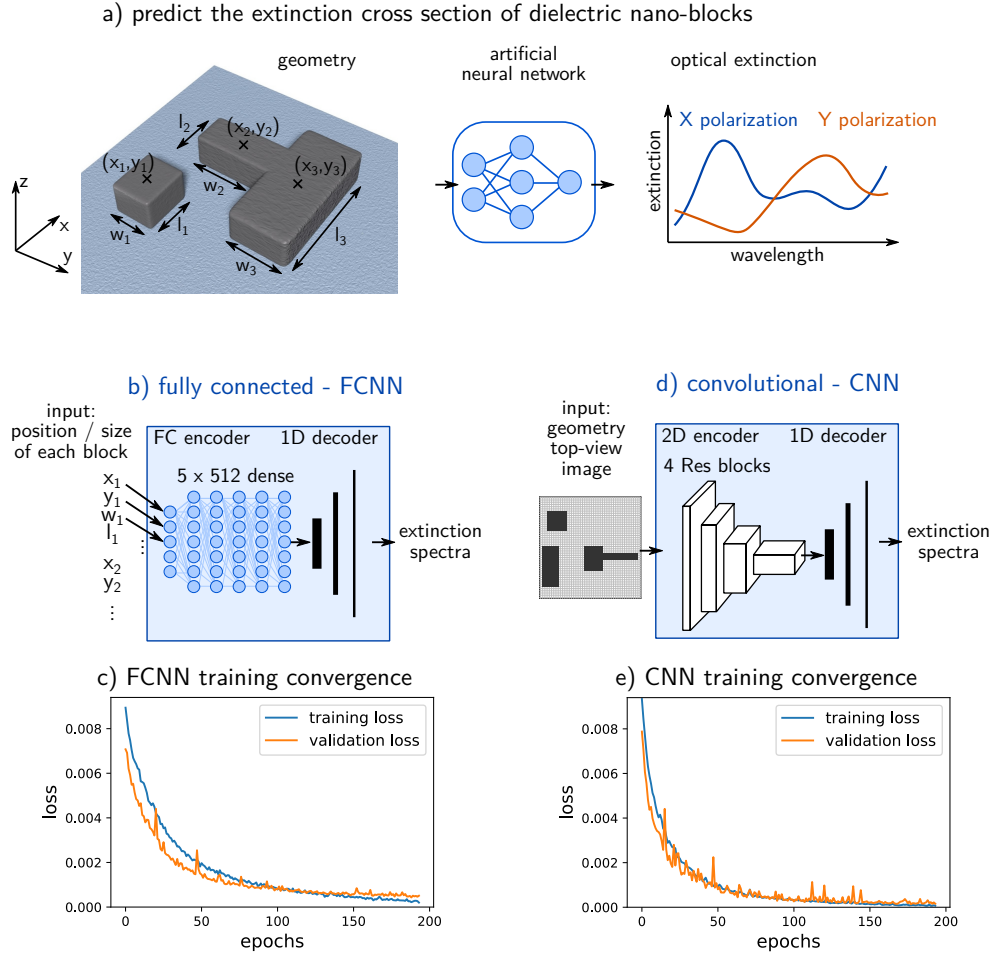 a) predict the extinction cross section of dielectric nano-blocks
geometry
artificial
neural network
optical extinction
l2
(x2,y2)
(x1,y1)
(x3,y3)
w2
w1
l1
l3
w3
z
x
y
X polarization
Y polarization
extinction
wavelength
b) fully connected - FCNN
input:
position / size
of each block
FC encoder
1D decoder
5 x 512 dense
x1
y1
w1
l1
...
x2
y2
...
extinction
spectra
d) convolutional - CNN
input:
geometry
top-view
image
2D encoder
1D decoder
4 Res blocks
extinction
spectra
c) FCNN training convergence
training loss
validation loss
0.008
0.006
0.004
0.002
0.000
loss
0
50
100
150
200
epochs
e) CNN training convergence
training loss
validation loss
0.008
0.006
0.004
0.002
0.000
loss
0
50
100
150
200
epochs